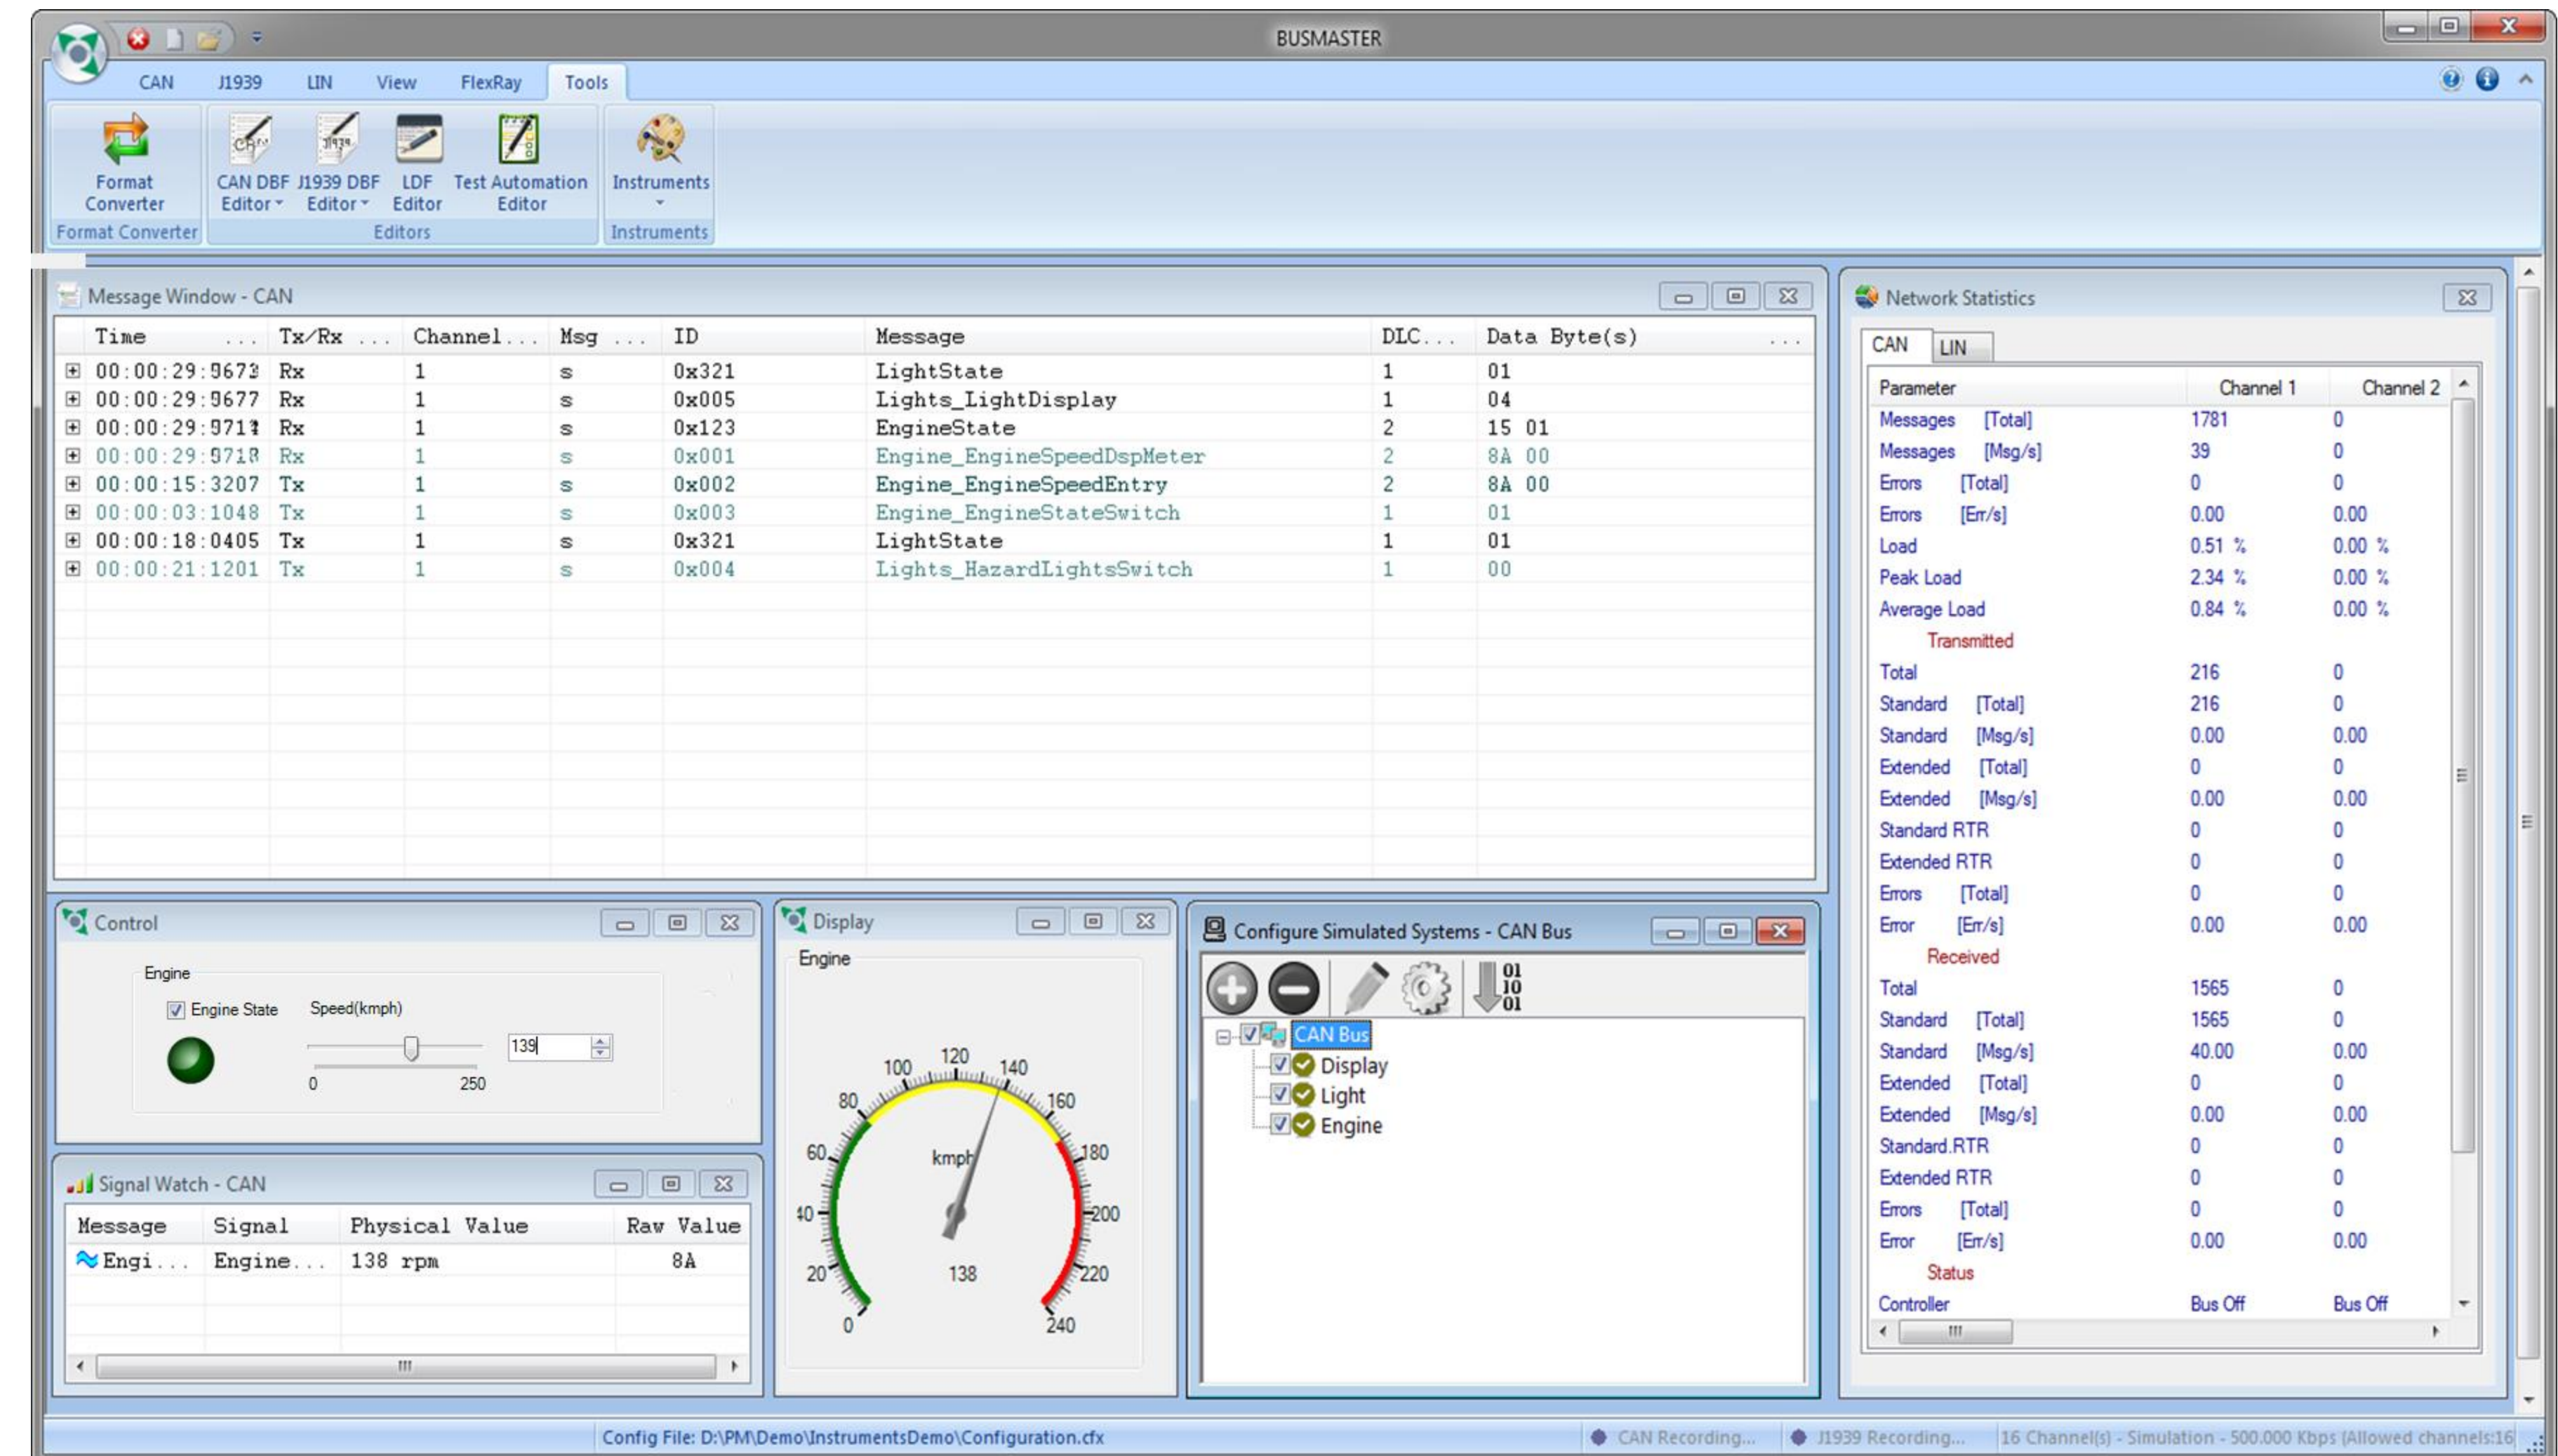 BUSMASTER
CAN J1939 LIN View FlexRay Tools
Format Converter
CAN DBF Editor
J1939 DBF Editor
LDF Editor
Test Automation Editor
Instruments
Format Converter Editors Instruments
Message Window - CAN
Time ... Tx/Rx ... Channel... Msg ... ID Message DLC... Data Byte(s) ...
Rx 1 s 0x321 LightState 1 01
Rx 1 s 0x005 Lights_LightDisplay 1 04
Rx 1 s 0x123 EngineState 2 15 01
Rx 1 s 0x001 Engine_EngineSpeedDspMeter 2 8A 00
00:00:15:3207 Tx 1 s 0x002 Engine_EngineSpeedEntry 2 8A 00
00:00:03:1048 Tx 1 s 0x003 Engine_EngineStateSwitch 1 01
00:00:18:0405 Tx 1 s 0x321 LightState 1 01
00:00:21:1201 Tx 1 s 0x004 Lights_HazardLightsSwitch 1 00
Control
Engine
Engine State Speed(kmph)
139
0 250
Signal Watch - CAN
Message Signal Physical Value Raw Value
Engi... Engine... 138 rpm 8A
Display
Engine
0 20 40 60 80 100 120 140 160 180 200 220 240
kmph
138
Configure Simulated Systems - CAN Bus
01
10
01
CAN Bus
Display
Light
Engine
Network Statistics
CAN LIN
Parameter Channel 1 Channel 2
Messages [Total] 1781 0
Messages [Msg/s] 39 0
Errors [Total] 0 0
Errors [Err/s] 0.00 0.00
Load 0.51 % 0.00 %
Peak Load 2.34 % 0.00 %
Average Load 0.84 % 0.00 %
Transmitted
Total 216 0
Standard [Total] 216 0
Standard [Msg/s] 0.00 0.00
Extended [Total] 0 0
Extended [Msg/s] 0.00 0.00
Standard RTR 0 0
Extended RTR 0 0
Errors [Total] 0 0
Error [Err/s] 0.00 0.00
Received
Total 1565 0
Standard [Total] 1565 0
Standard [Msg/s] 40.00 0.00
Extended [Total] 0 0
Extended [Msg/s] 0.00 0.00
Standard.RTR 0 0
Extended RTR 0 0
Errors [Total] 0 0
Error [Err/s] 0.00 0.00
Status
Controller Bus Off Bus Off
Config File: D:\PM\Demo\InstrumentsDemo\Configuration.cfx CAN Recording... J1939 Recording... 16 Channel(s) - Simulation - 500.000 Kbps (Allowed channels:16